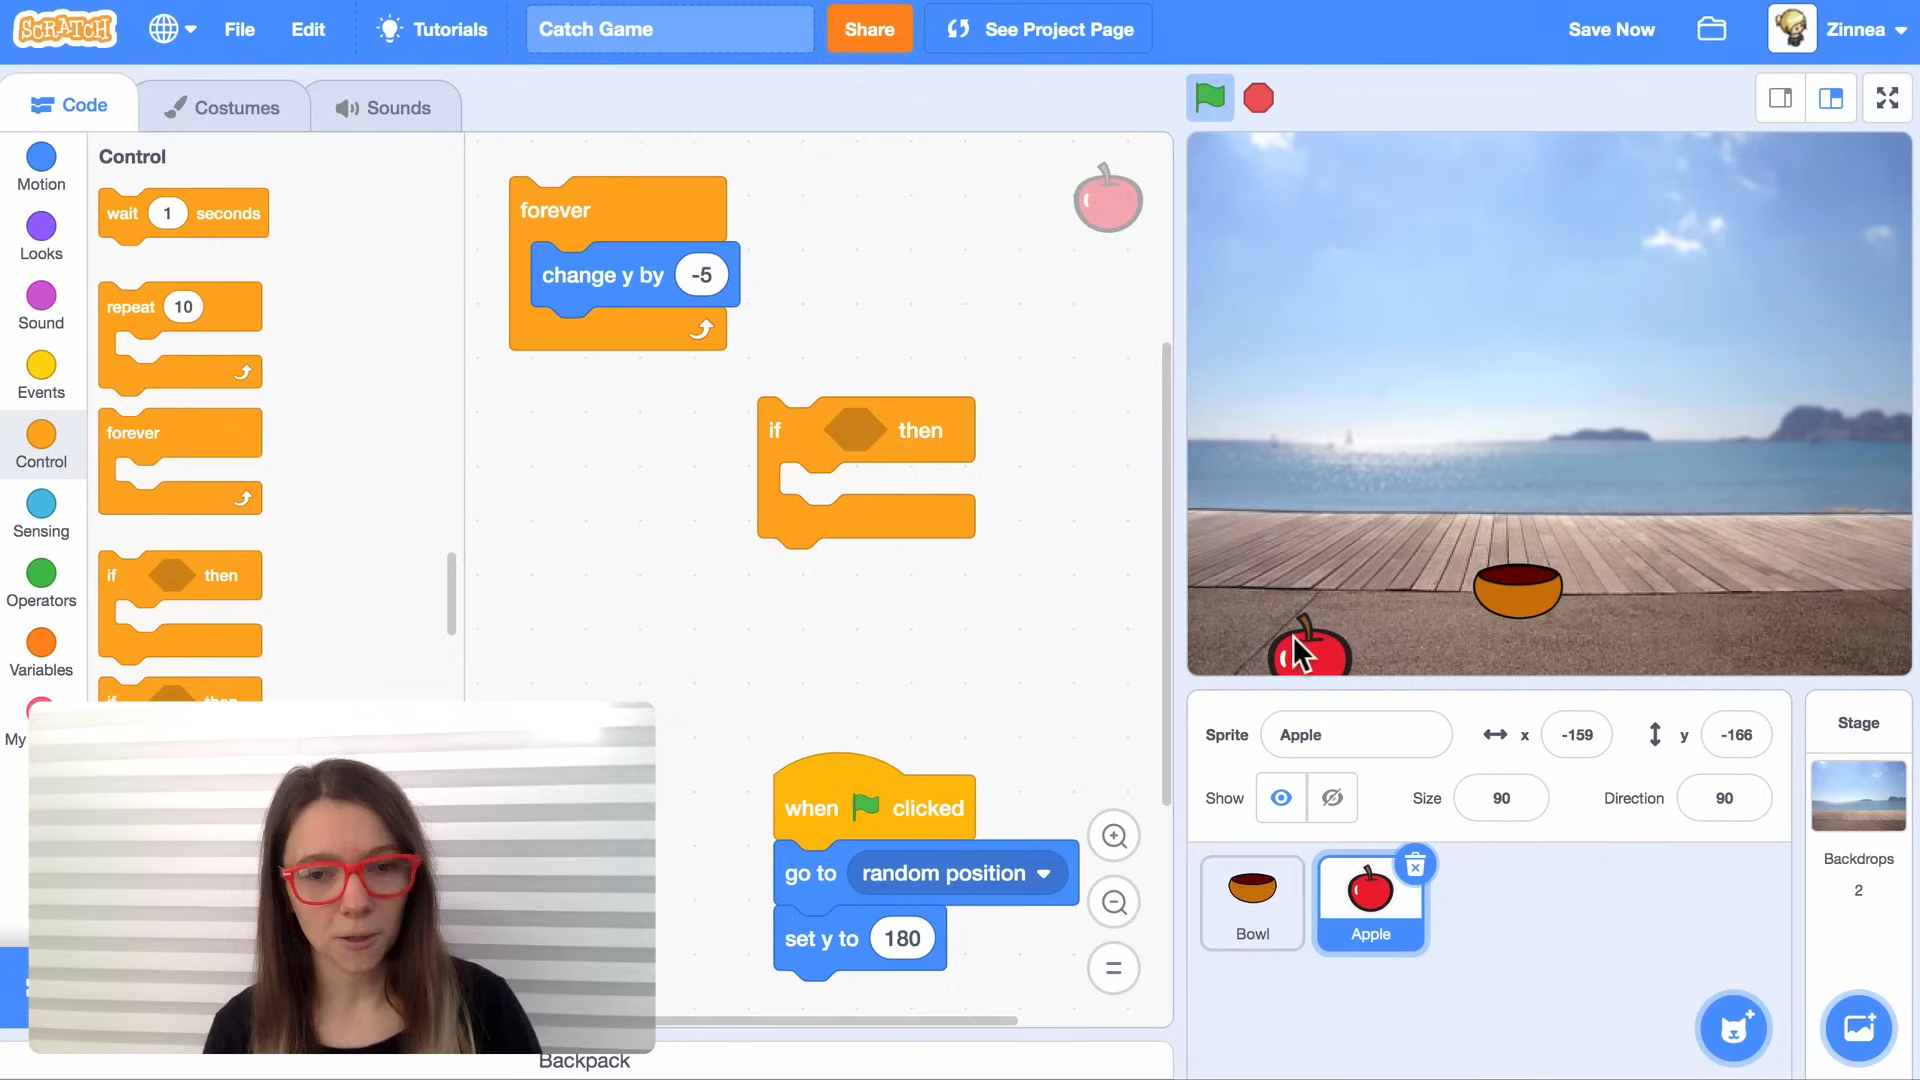 SCRATCH File Edit Tutorials Catch Game Share See Project Page Save Now Zinnea
Code Costumes Sounds
Motion
Looks
Sound
Events
Control
Sensing
Operators
Variables
My
Control
wait 1 seconds
repeat 10
forever
if then
if then
forever
change y by -5
if then
when clicked
go to random position
set y to 180
Backpack
Sprite Apple x -159 y -166
Show Size 90 Direction 90
Bowl
Apple
Stage
Backdrops
2